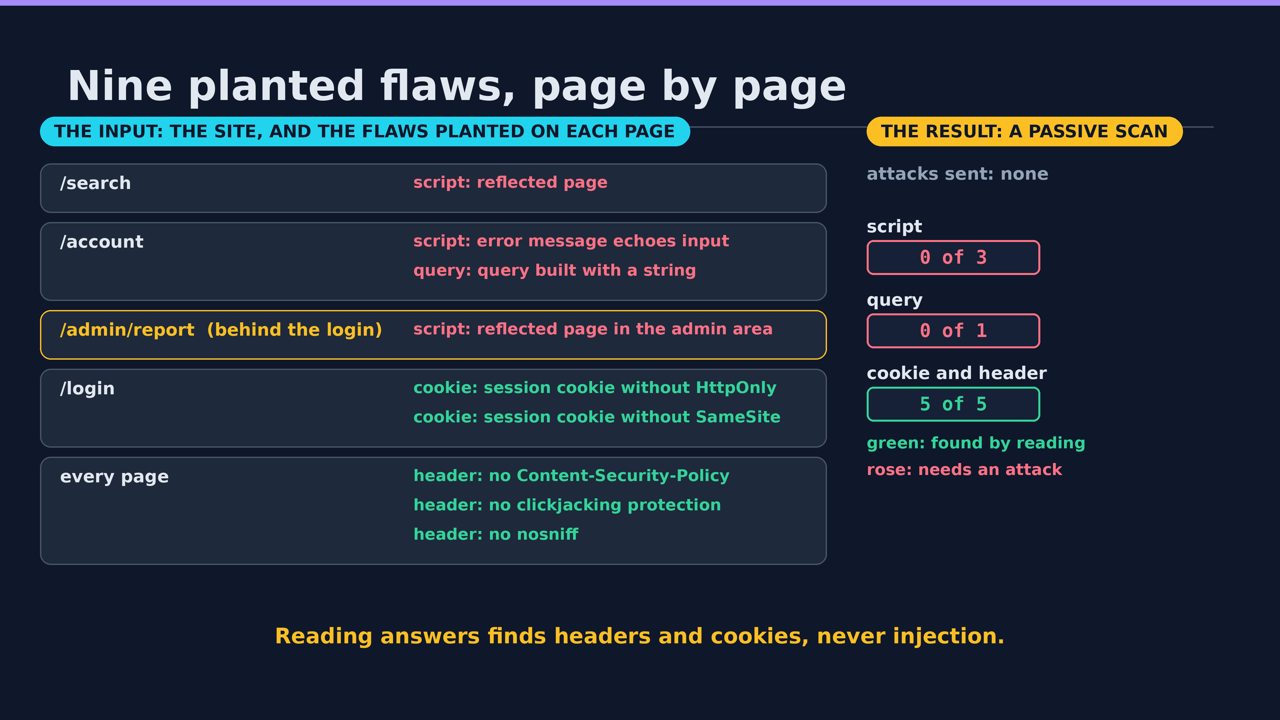 Nine planted flaws, page by page
THE INPUT: THE SITE, AND THE FLAWS PLANTED ON EACH PAGE
/search
script: reflected page
/account
script: error message echoes input
query: query built with a string
/admin/report (behind the login)
script: reflected page in the admin area
/login
cookie: session cookie without HttpOnly
cookie: session cookie without SameSite
every page
header: no Content-Security-Policy
header: no clickjacking protection
header: no nosniff
THE RESULT: A PASSIVE SCAN
attacks sent: none
script
0 of 3
query
0 of 1
cookie and header
5 of 5
green: found by reading
rose: needs an attack
Reading answers finds headers and cookies, never injection.